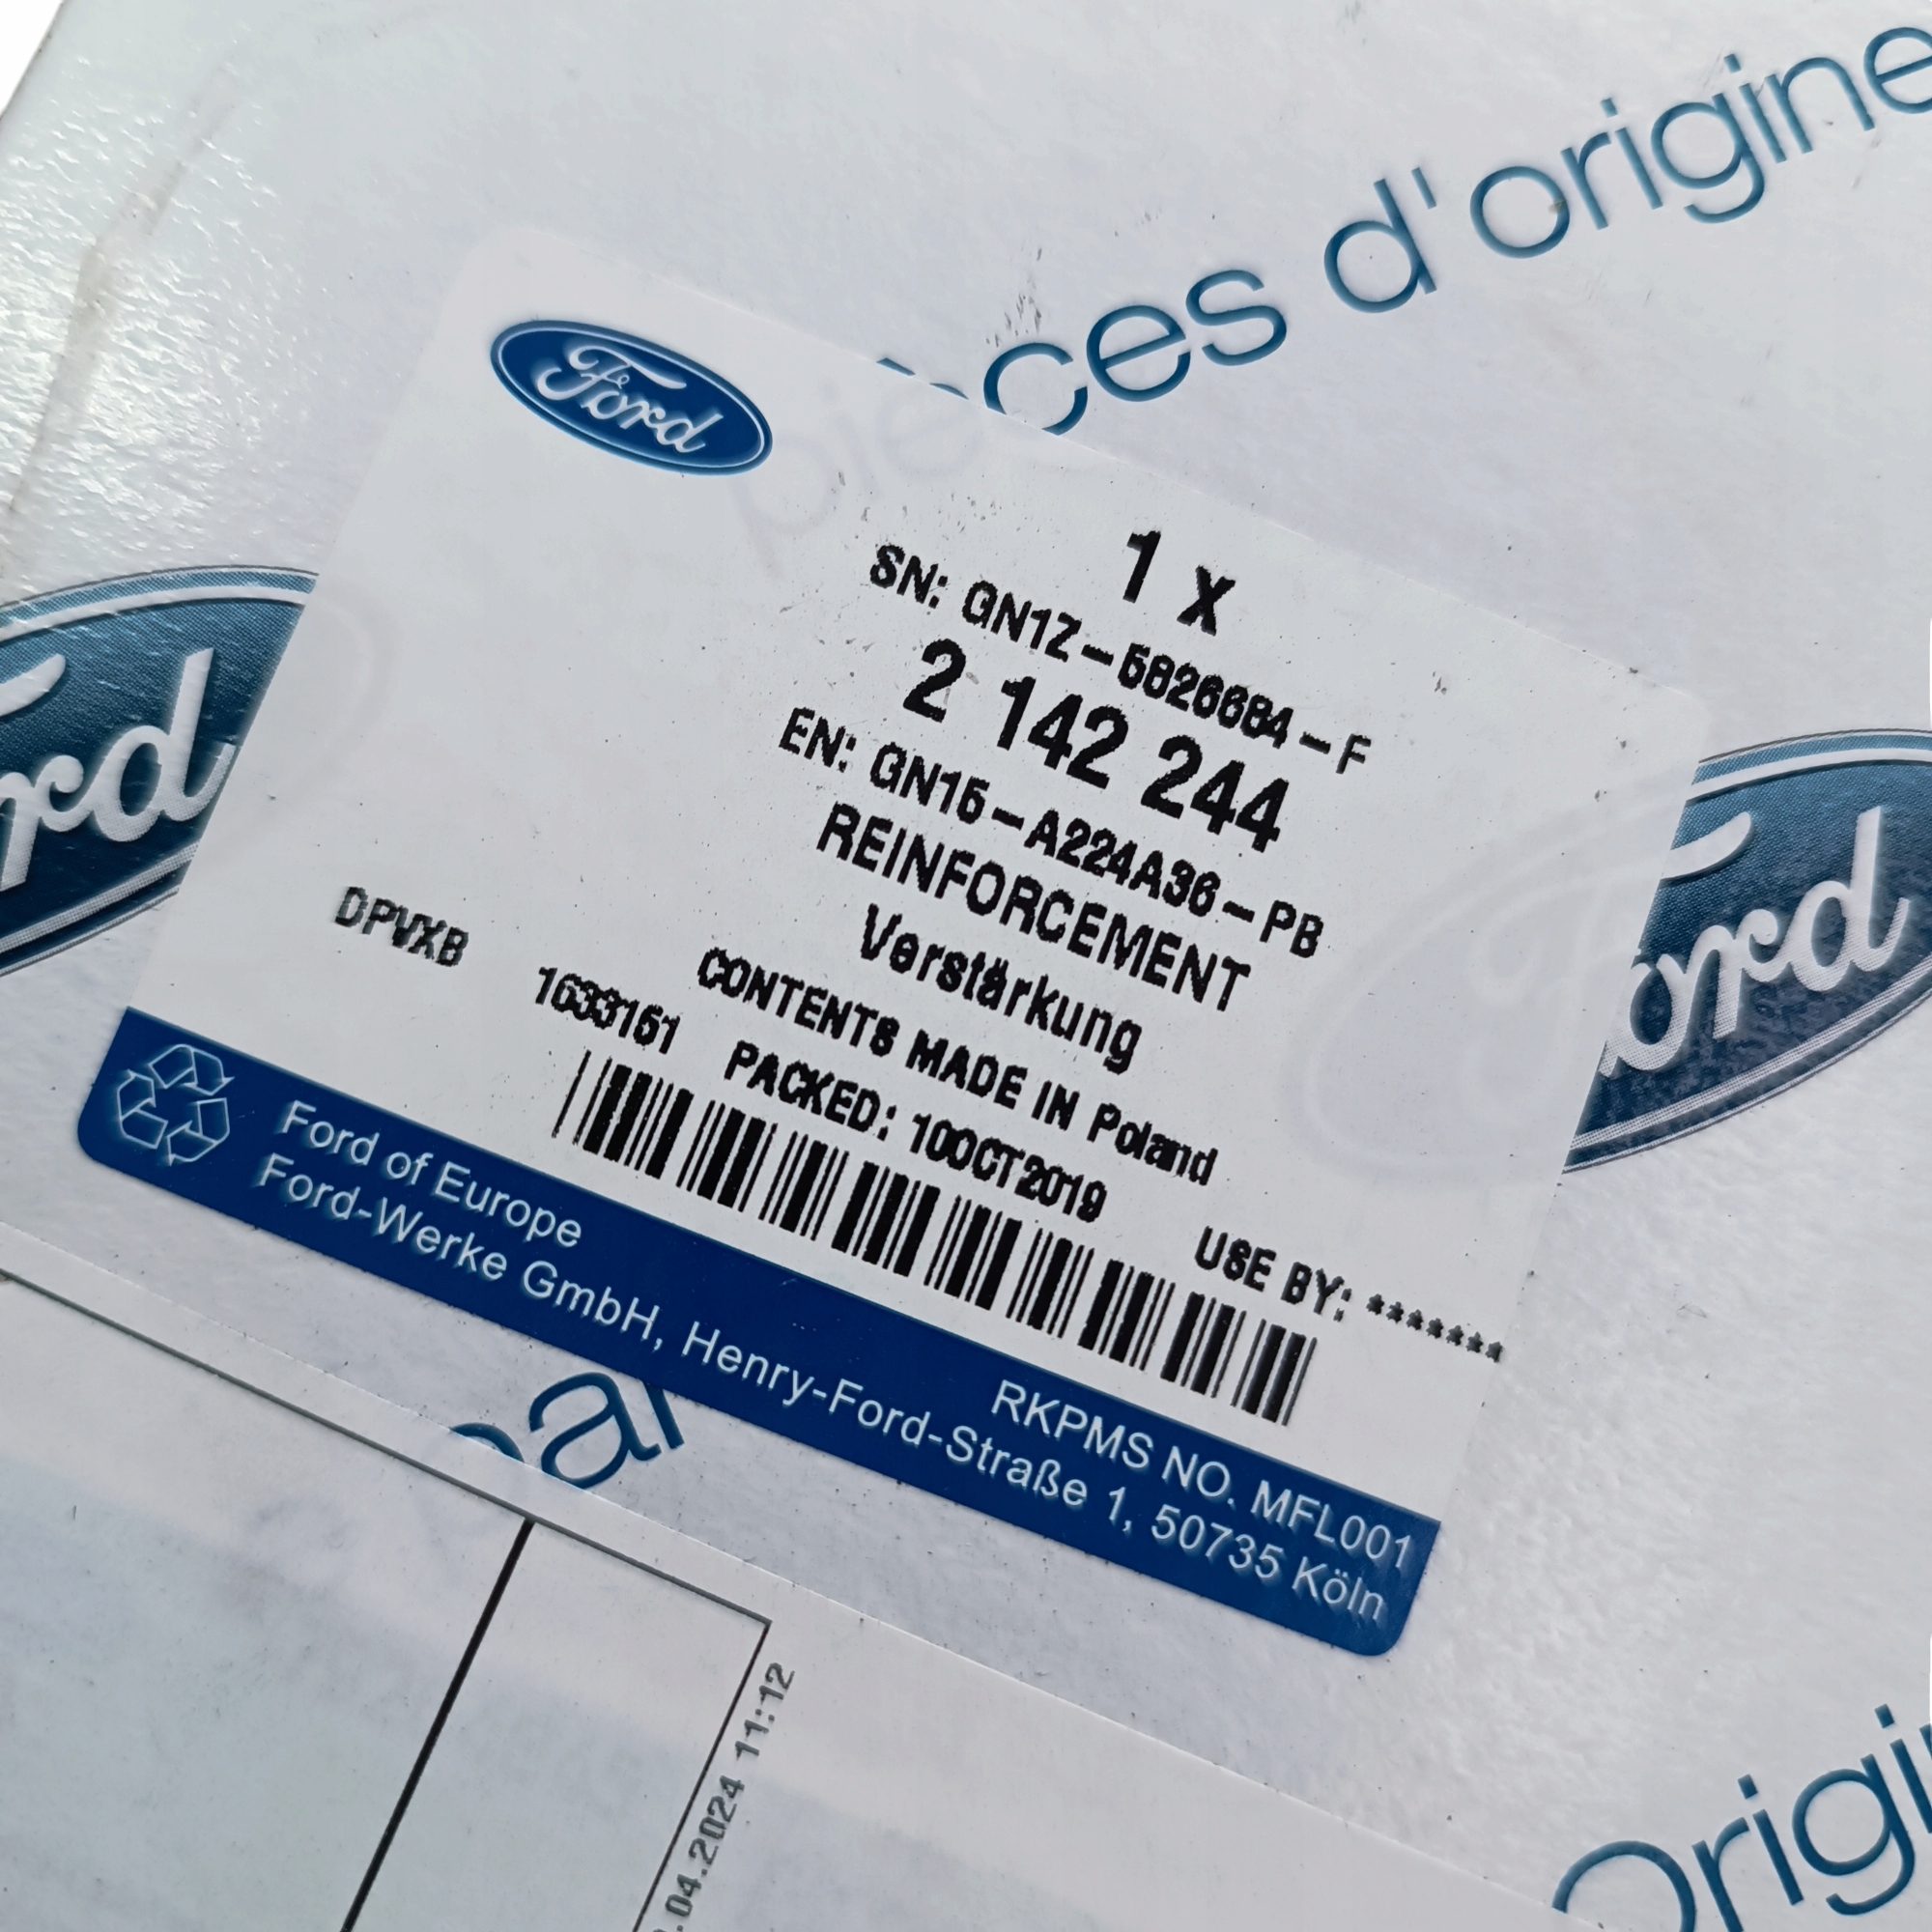 pièces d'origine
Ford
1 x
SN: GN1Z-5826684-F
2 142 244
EN: GN15-A224A36-PB
REINFORCEMENT
Verstärkung
DPVXB
CONTENTS MADE IN Poland
1633161
PACKED: 10OCT2019
USE BY: *******
Ford of Europe
RKPMS NO. MFL001
Ford-Werke GmbH, Henry-Ford-Straße 1, 50735 Köln
Ford
Ford
.04.2024 11:12